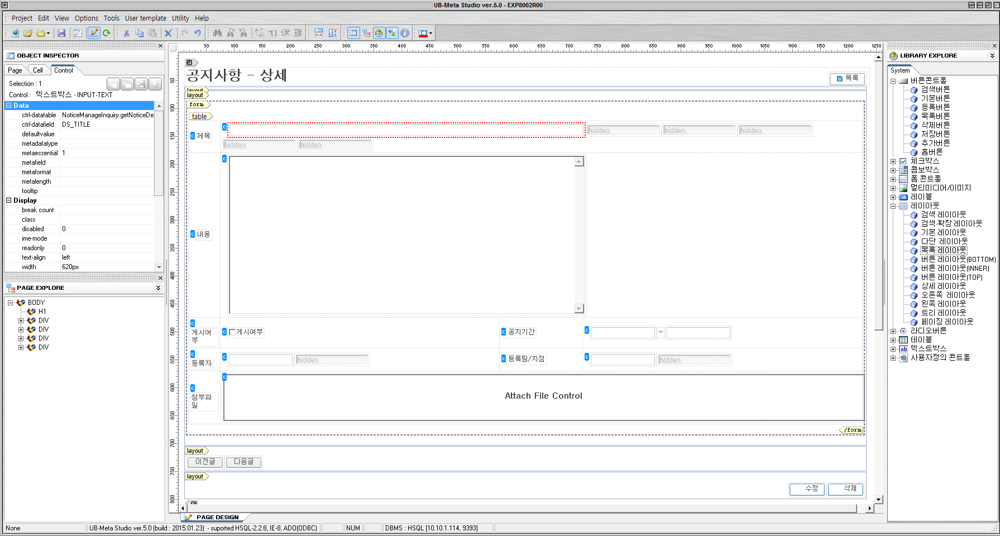 UB-Meta Studio ver.5.0 - EXP8002R00
Project Edit View Options Tools User template Utility Help
OBJECT INSPECTOR
Page Cell Control
Selection : 1
Control : 텍스트박스 - INPUT-TEXT
Data
ctrl-datatable NoticeManageInquiry.getNoticeDe
ctrl-datafield DS_TITLE
defaultvalue
metadatatype
metaessential 1
metafield
metaformat
metalength
tooltip
Display
break count
class
disabled 0
ime-mode
readonly 0
text-align left
width 620px
PAGE EXPLORE
BODY
H1
DIV
DIV
DIV
DIV
50 100 150 200 250 300 350 400 450 500 550 600 650 700 750 800 850 900 950 1000 1050 1100 1150 1200 1250
50
100
150
200
250
300
350
400
450
500
550
600
650
700
750
800
공지사항 - 상세
목록
layout
layout
form
table
c 제목 c hidden hidden hidden
hidden hidden
c 내용 c
c 게시여부 c 게시여부 c 공지기간 c ~
c 등록자 c hidden c 등록팀/지점 c hidden
c 첨부파일 c Attach File Control
/form
layout
이전글 다음글
layout
수정 삭제
PAGE DESIGN
LIBRARY EXPLORE
System
버튼콘트롤
검색버튼
기본버튼
등록버튼
목록버튼
삭제버튼
저장버튼
추가버튼
홈버튼
체크박스
콤보박스
폼 콘트롤
멀티미디어/이미지
레이블
레이아웃
검색 레이아웃
검색-확장 레이아웃
기본 레이아웃
다단 레이아웃
목록 레이아웃
버튼 레이아웃(BOTTOM)
버튼 레이아웃(INNER)
버튼 레이아웃(TOP)
상세 레이아웃
오른쪽 레이아웃
왼쪽 레이아웃
트리 레이아웃
페이징 레이아웃
라디오버튼
테이블
텍스트박스
사용자정의 콘트롤
None UB-Meta Studio ver.5.0 (build : 2015.01.23) - suported HSQL-2.2.8, IE-8, ADO(ODBC) NUM DBMS : HSQL [10.10.1.114, 9393]